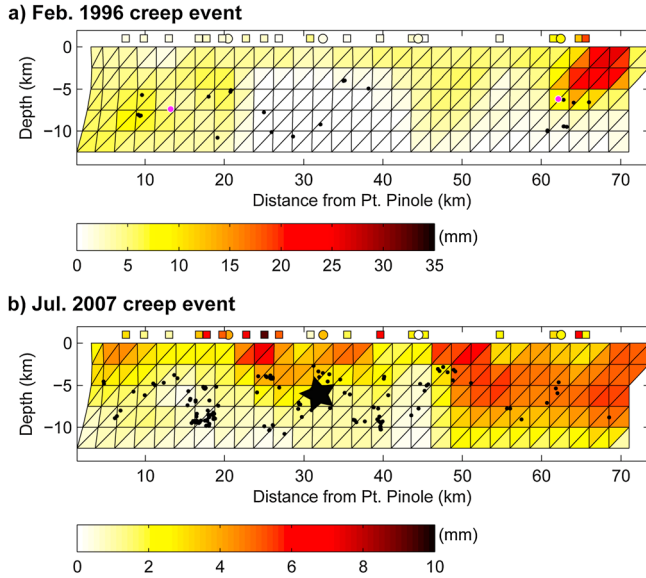 a) Feb. 1996 creep event
0
−5
−10
Depth (km)
10 20 30 40 50 60 70
Distance from Pt. Pinole (km)
(mm)
0 5 10 15 20 25 30 35
b) Jul. 2007 creep event
0
−5
−10
Depth (km)
10 20 30 40 50 60 70
Distance from Pt. Pinole (km)
(mm)
0 2 4 6 8 10